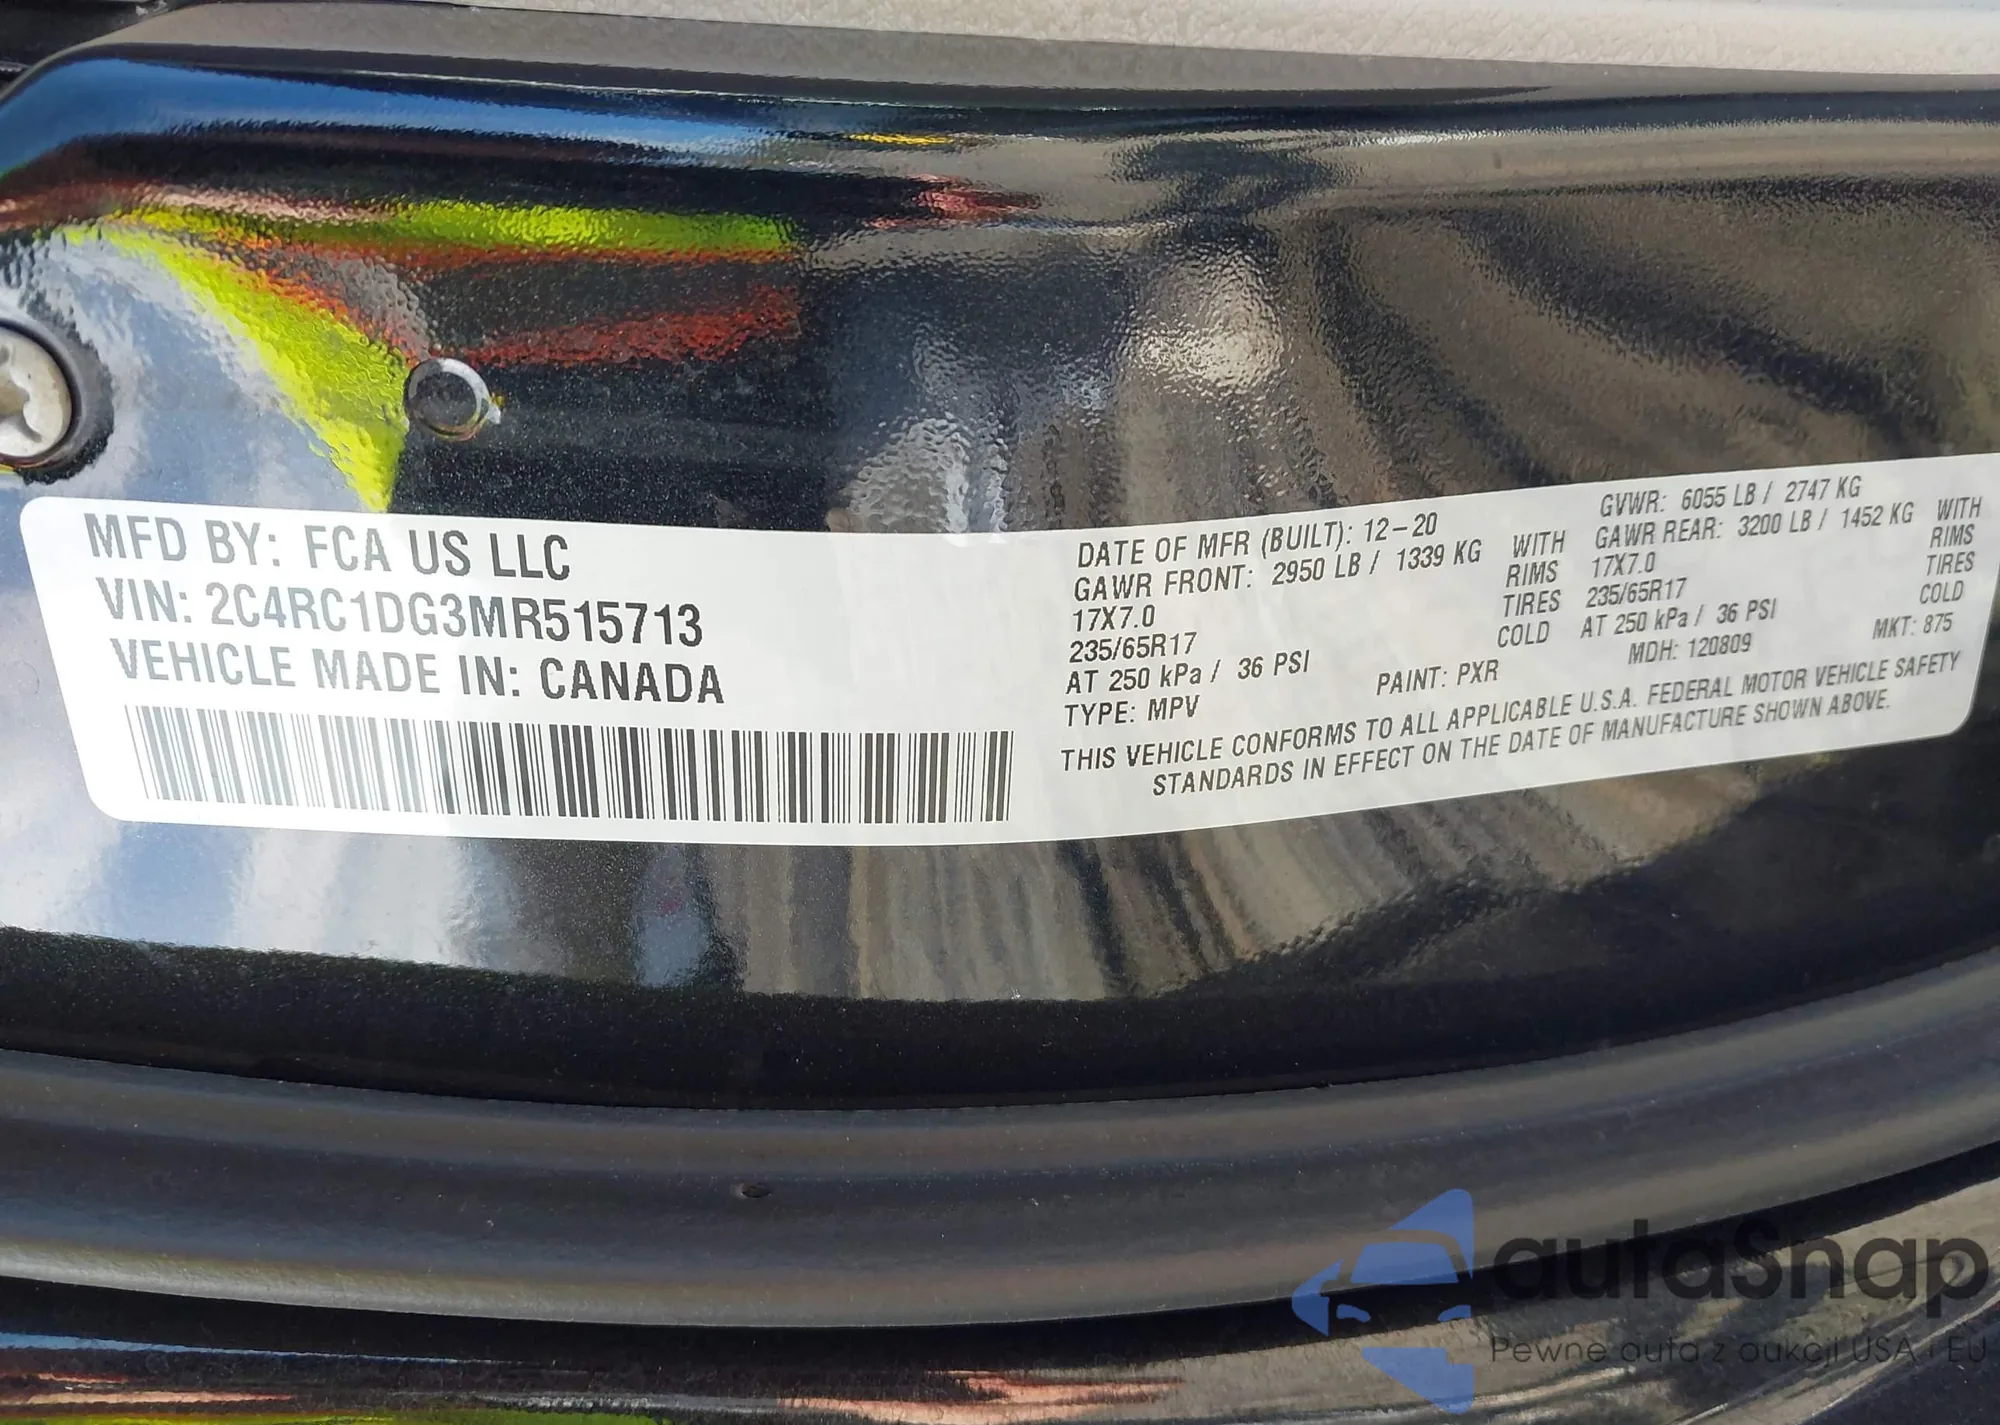 MFD BY: FCA US LLC
VIN: 2C4RC1DG3MR515713
VEHICLE MADE IN: CANADA
DATE OF MFR (BUILT): 12-20 GVWR: 6055 LB / 2747 KG
GAWR FRONT: 2950 LB / 1339 KG WITH GAWR REAR: 3200 LB / 1452 KG WITH
17X7.0 RIMS 17X7.0 RIMS
235/65R17 TIRES 235/65R17 TIRES
AT 250 kPa / 36 PSI COLD AT 250 kPa / 36 PSI COLD
TYPE: MPV PAINT: PXR MDH: 120809 MKT: 875
THIS VEHICLE CONFORMS TO ALL APPLICABLE U.S.A. FEDERAL MOTOR VEHICLE SAFETY
STANDARDS IN EFFECT ON THE DATE OF MANUFACTURE SHOWN ABOVE.
autaSnap
Pewne auta z aukcji USA i EU